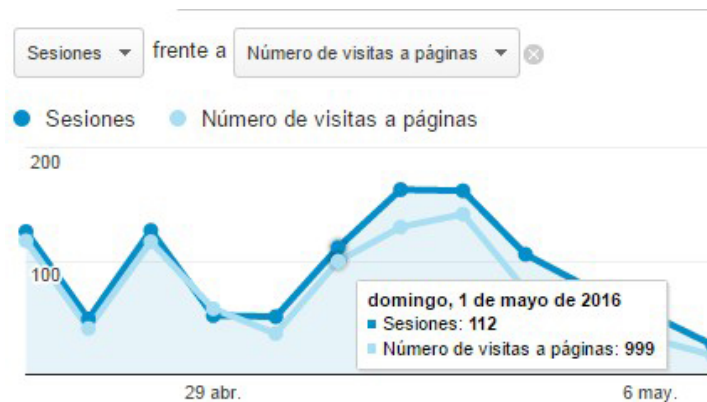 Sesiones frente a Número de visitas a páginas
Sesiones Número de visitas a páginas
200
100
domingo, 1 de mayo de 2016
Sesiones: 112
Número de visitas a páginas: 999
29 abr. 6 may.